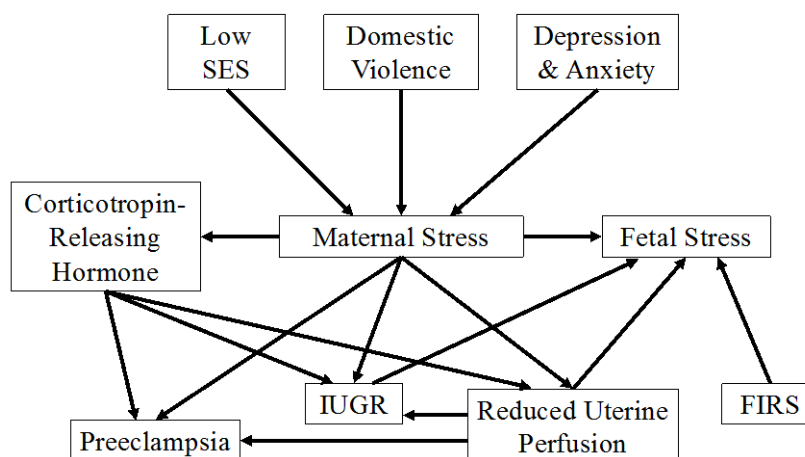 Low
SES
Domestic
Violence
Depression
& Anxiety
Corticotropin-
Releasing
Hormone
Maternal Stress
Fetal Stress
IUGR
Reduced Uterine
Perfusion
FIRS
Preeclampsia